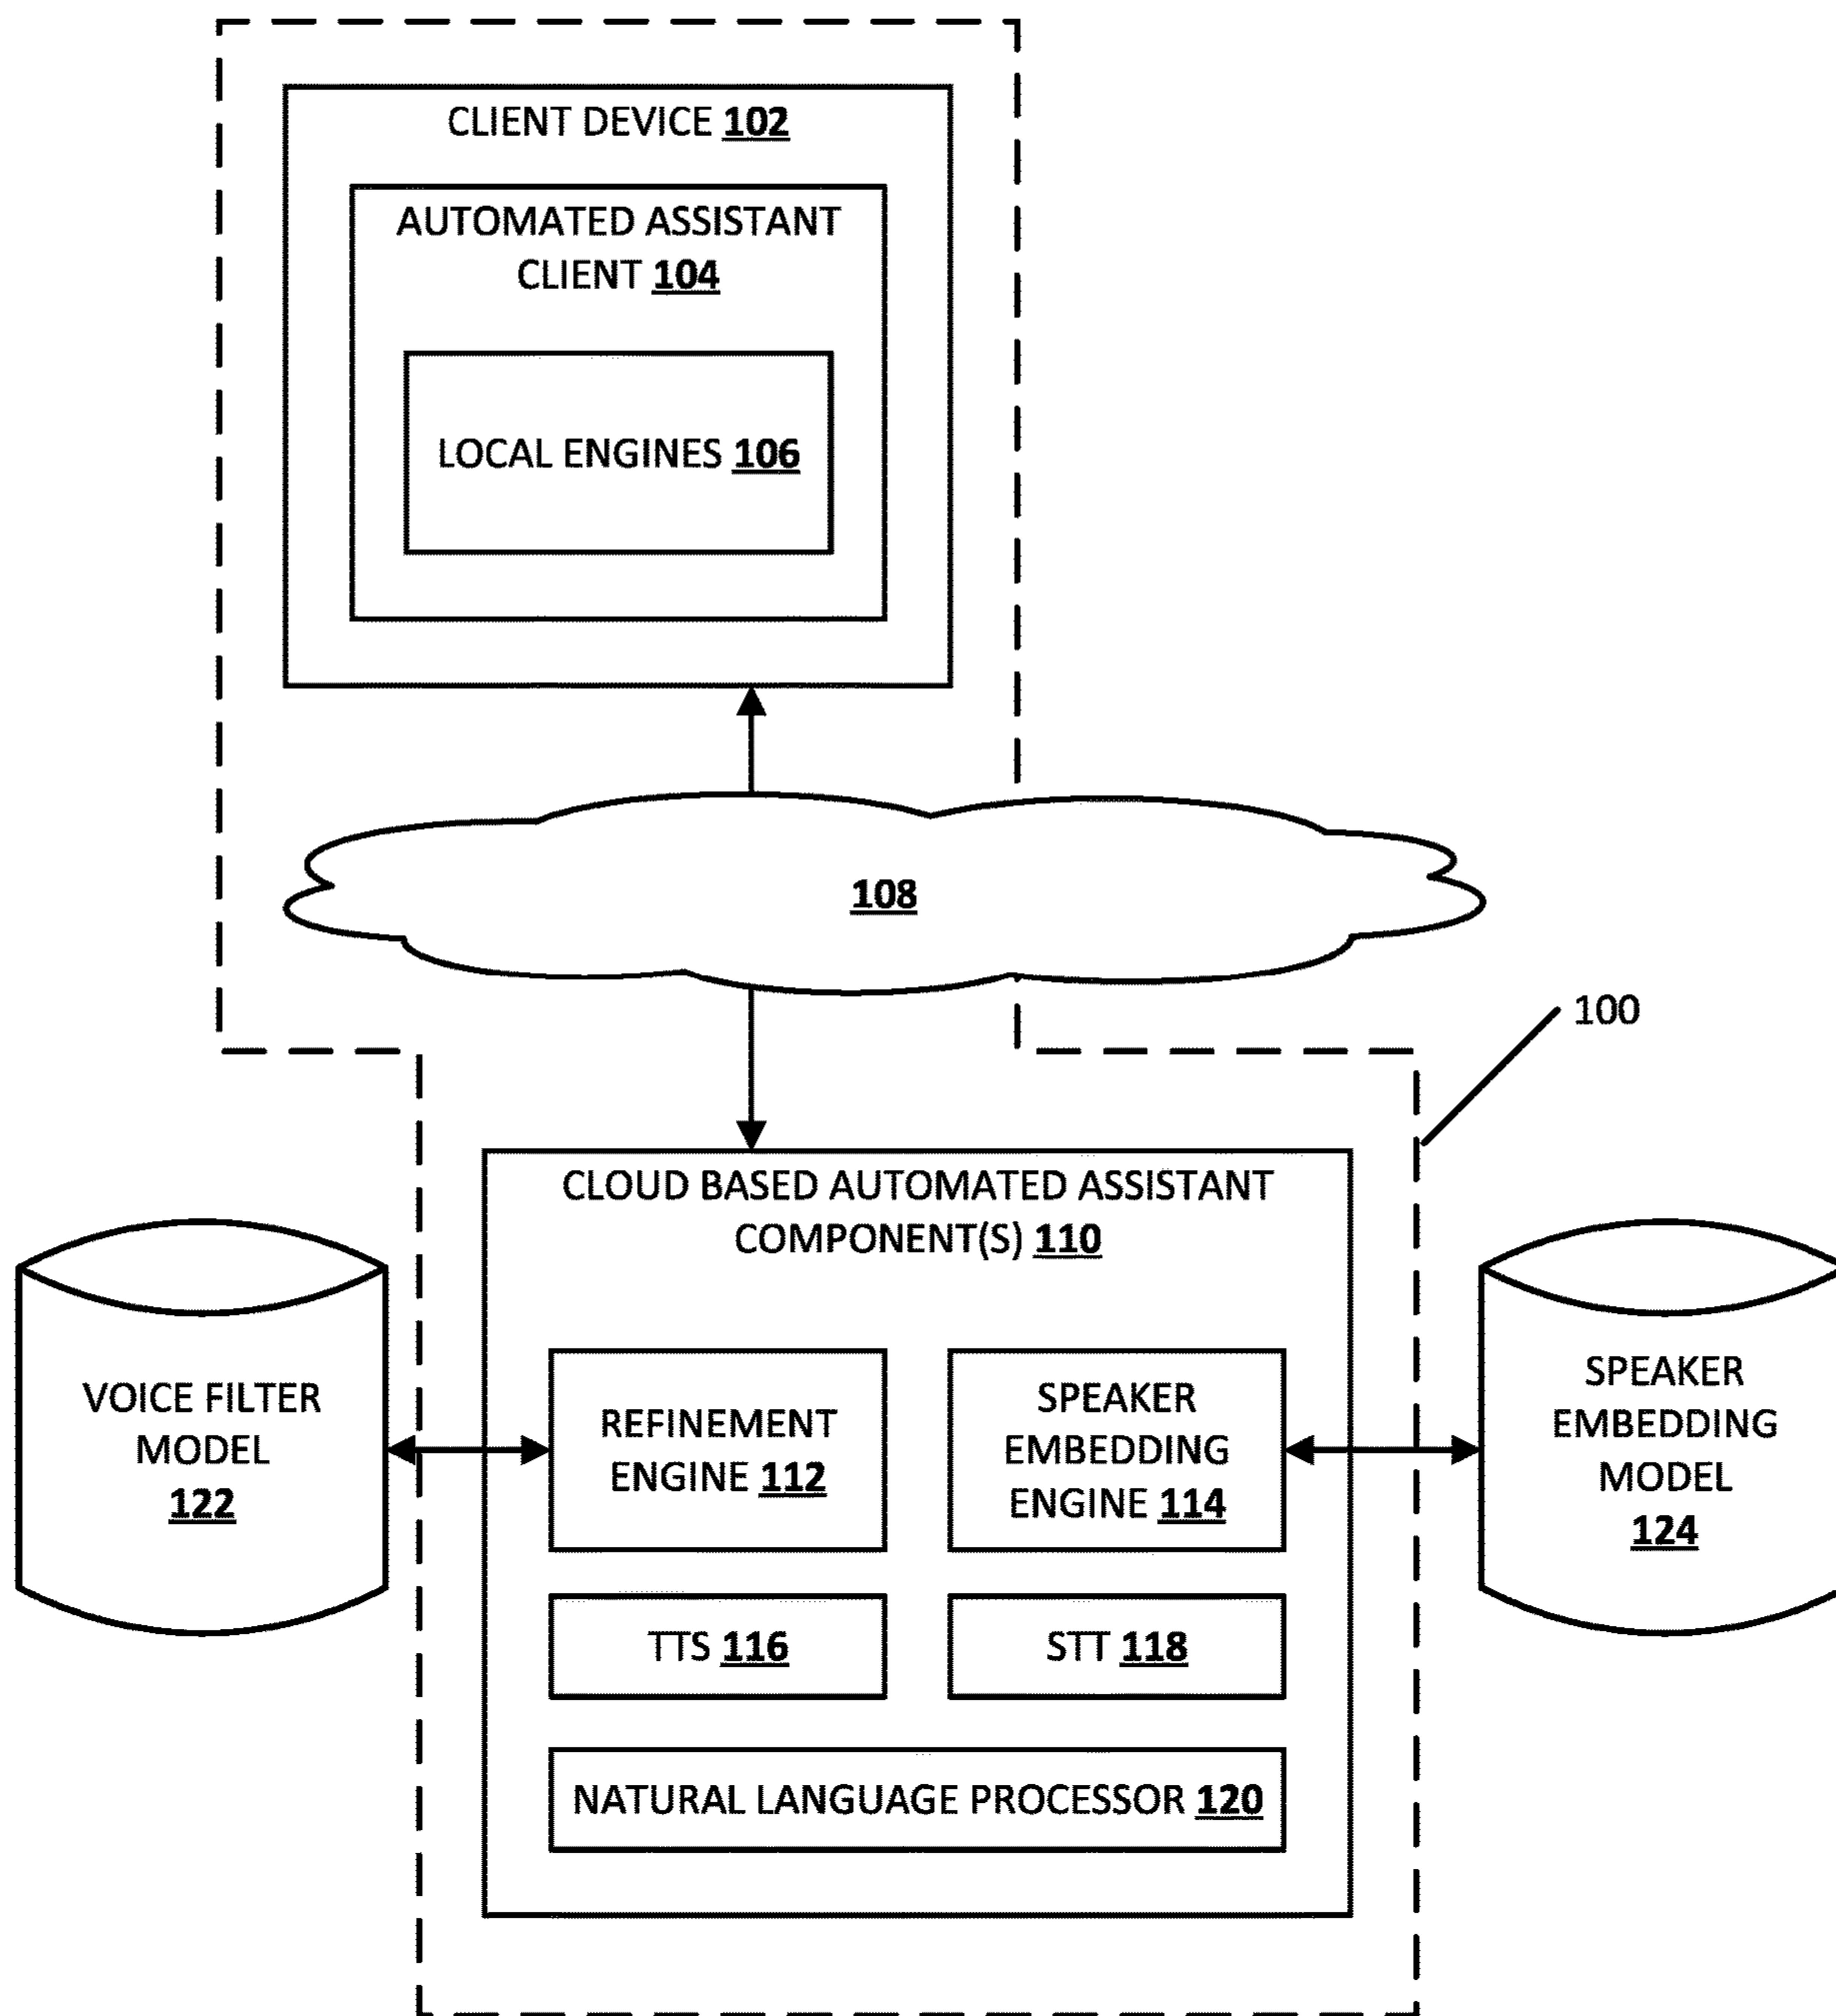 CLIENT DEVICE 102
AUTOMATED ASSISTANT
CLIENT 104
LOCAL ENGINES 106
108
100
CLOUD BASED AUTOMATED ASSISTANT
COMPONENT(S) 110
VOICE FILTER
MODEL
122
REFINEMENT
ENGINE 112
SPEAKER
EMBEDDING
ENGINE 114
SPEAKER
EMBEDDING
MODEL
124
TTS 116
STT 118
NATURAL LANGUAGE PROCESSOR 120